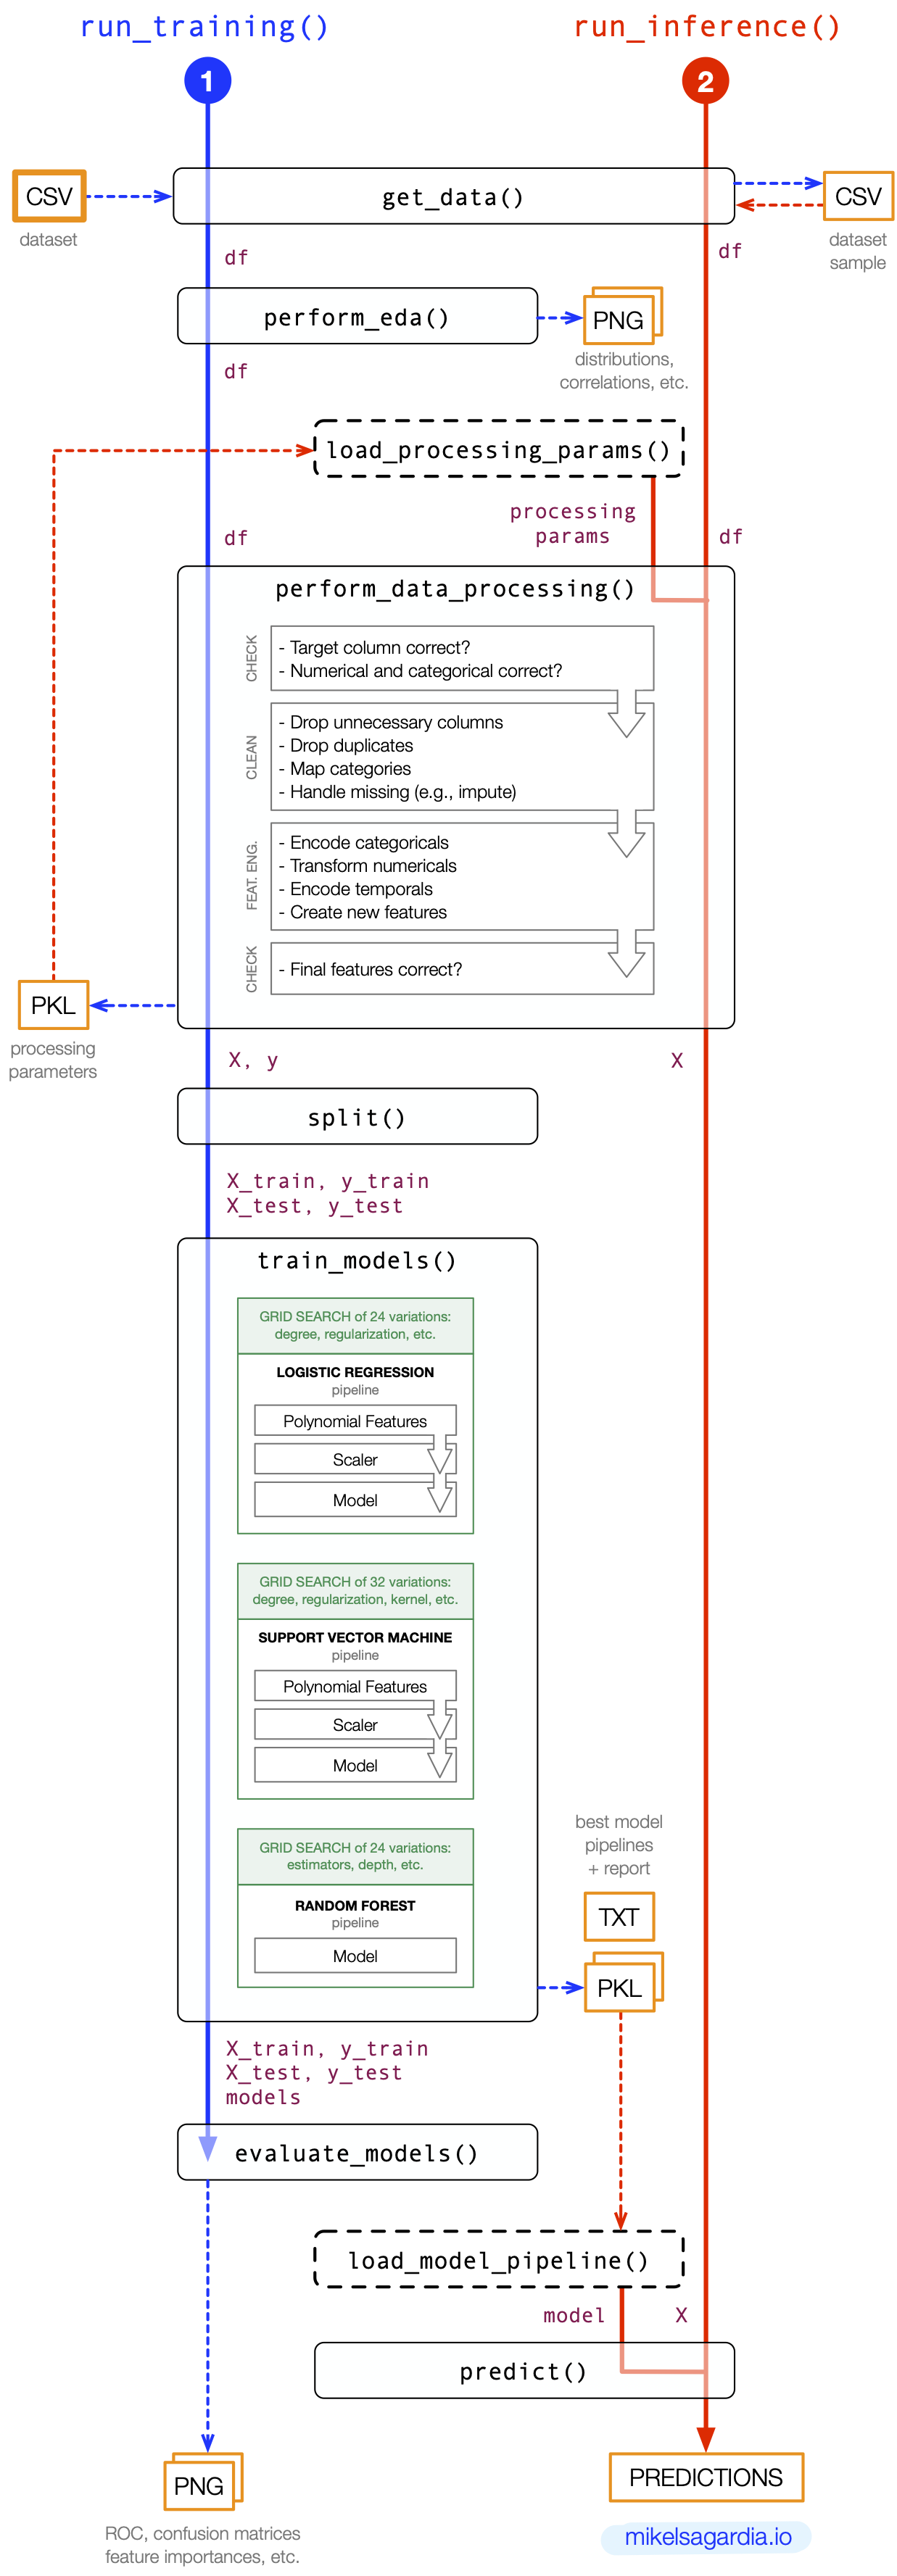 run_training()
run_inference()
1
2
CSV
dataset
get_data()
CSV
dataset
sample
df
df
perform_eda()
PNG
distributions,
correlations, etc.
df
load_processing_params()
processing
params
df
df
perform_data_processing()
CHECK
- Target column correct?
- Numerical and categorical correct?
CLEAN
- Drop unnecessary columns
- Drop duplicates
- Map categories
- Handle missing (e.g., impute)
FEAT. ENG.
- Encode categoricals
- Transform numericals
- Encode temporals
- Create new features
CHECK
- Final features correct?
PKL
processing
parameters
X, y
X
split()
X_train, y_train
X_test, y_test
train_models()
GRID SEARCH of 24 variations:
degree, regularization, etc.
LOGISTIC REGRESSION
pipeline
Polynomial Features
Scaler
Model
GRID SEARCH of 32 variations:
degree, regularization, kernel, etc.
SUPPORT VECTOR MACHINE
pipeline
Polynomial Features
Scaler
Model
GRID SEARCH of 24 variations:
estimators, depth, etc.
RANDOM FOREST
pipeline
Model
best model
pipelines
+ report
TXT
PKL
X_train, y_train
X_test, y_test
models
evaluate_models()
load_model_pipeline()
model
X
predict()
PNG
ROC, confusion matrices
feature importances, etc.
PREDICTIONS
mikelsagardia.io